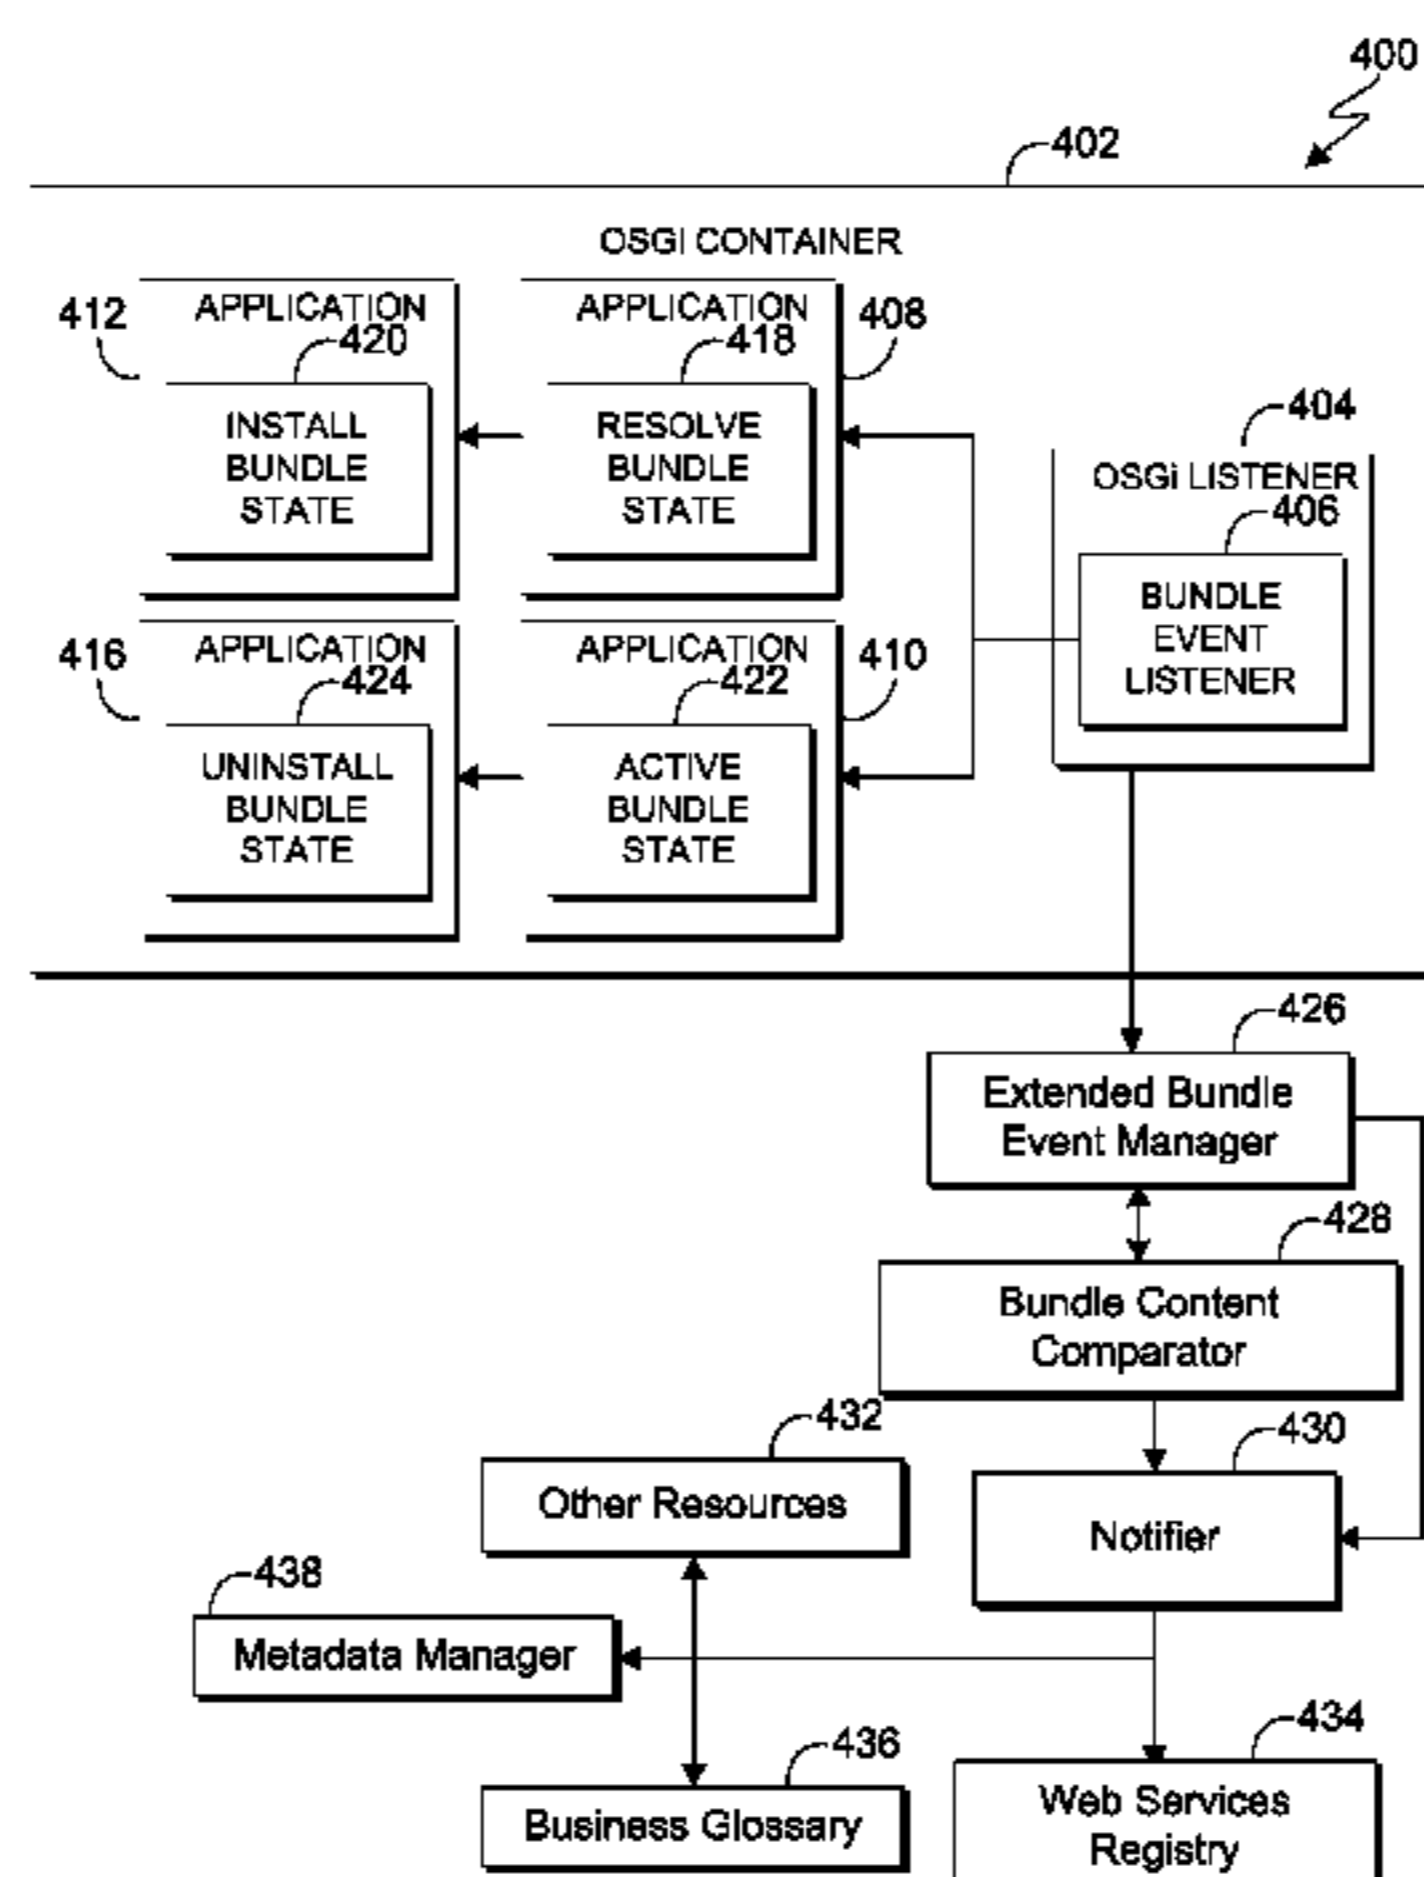 400
402
OSGi CONTAINER
412
APPLICATION
420
INSTALL
BUNDLE
STATE
APPLICATION
418
408
RESOLVE
BUNDLE
STATE
404
OSGi LISTENER
406
BUNDLE
EVENT
LISTENER
416
APPLICATION
424
UNINSTALL
BUNDLE
STATE
APPLICATION
422
410
ACTIVE
BUNDLE
STATE
426
Extended Bundle
Event Manager
428
Bundle Content
Comparator
432
Other Resources
430
Notifier
438
Metadata Manager
436
Business Glossary
434
Web Services
Registry